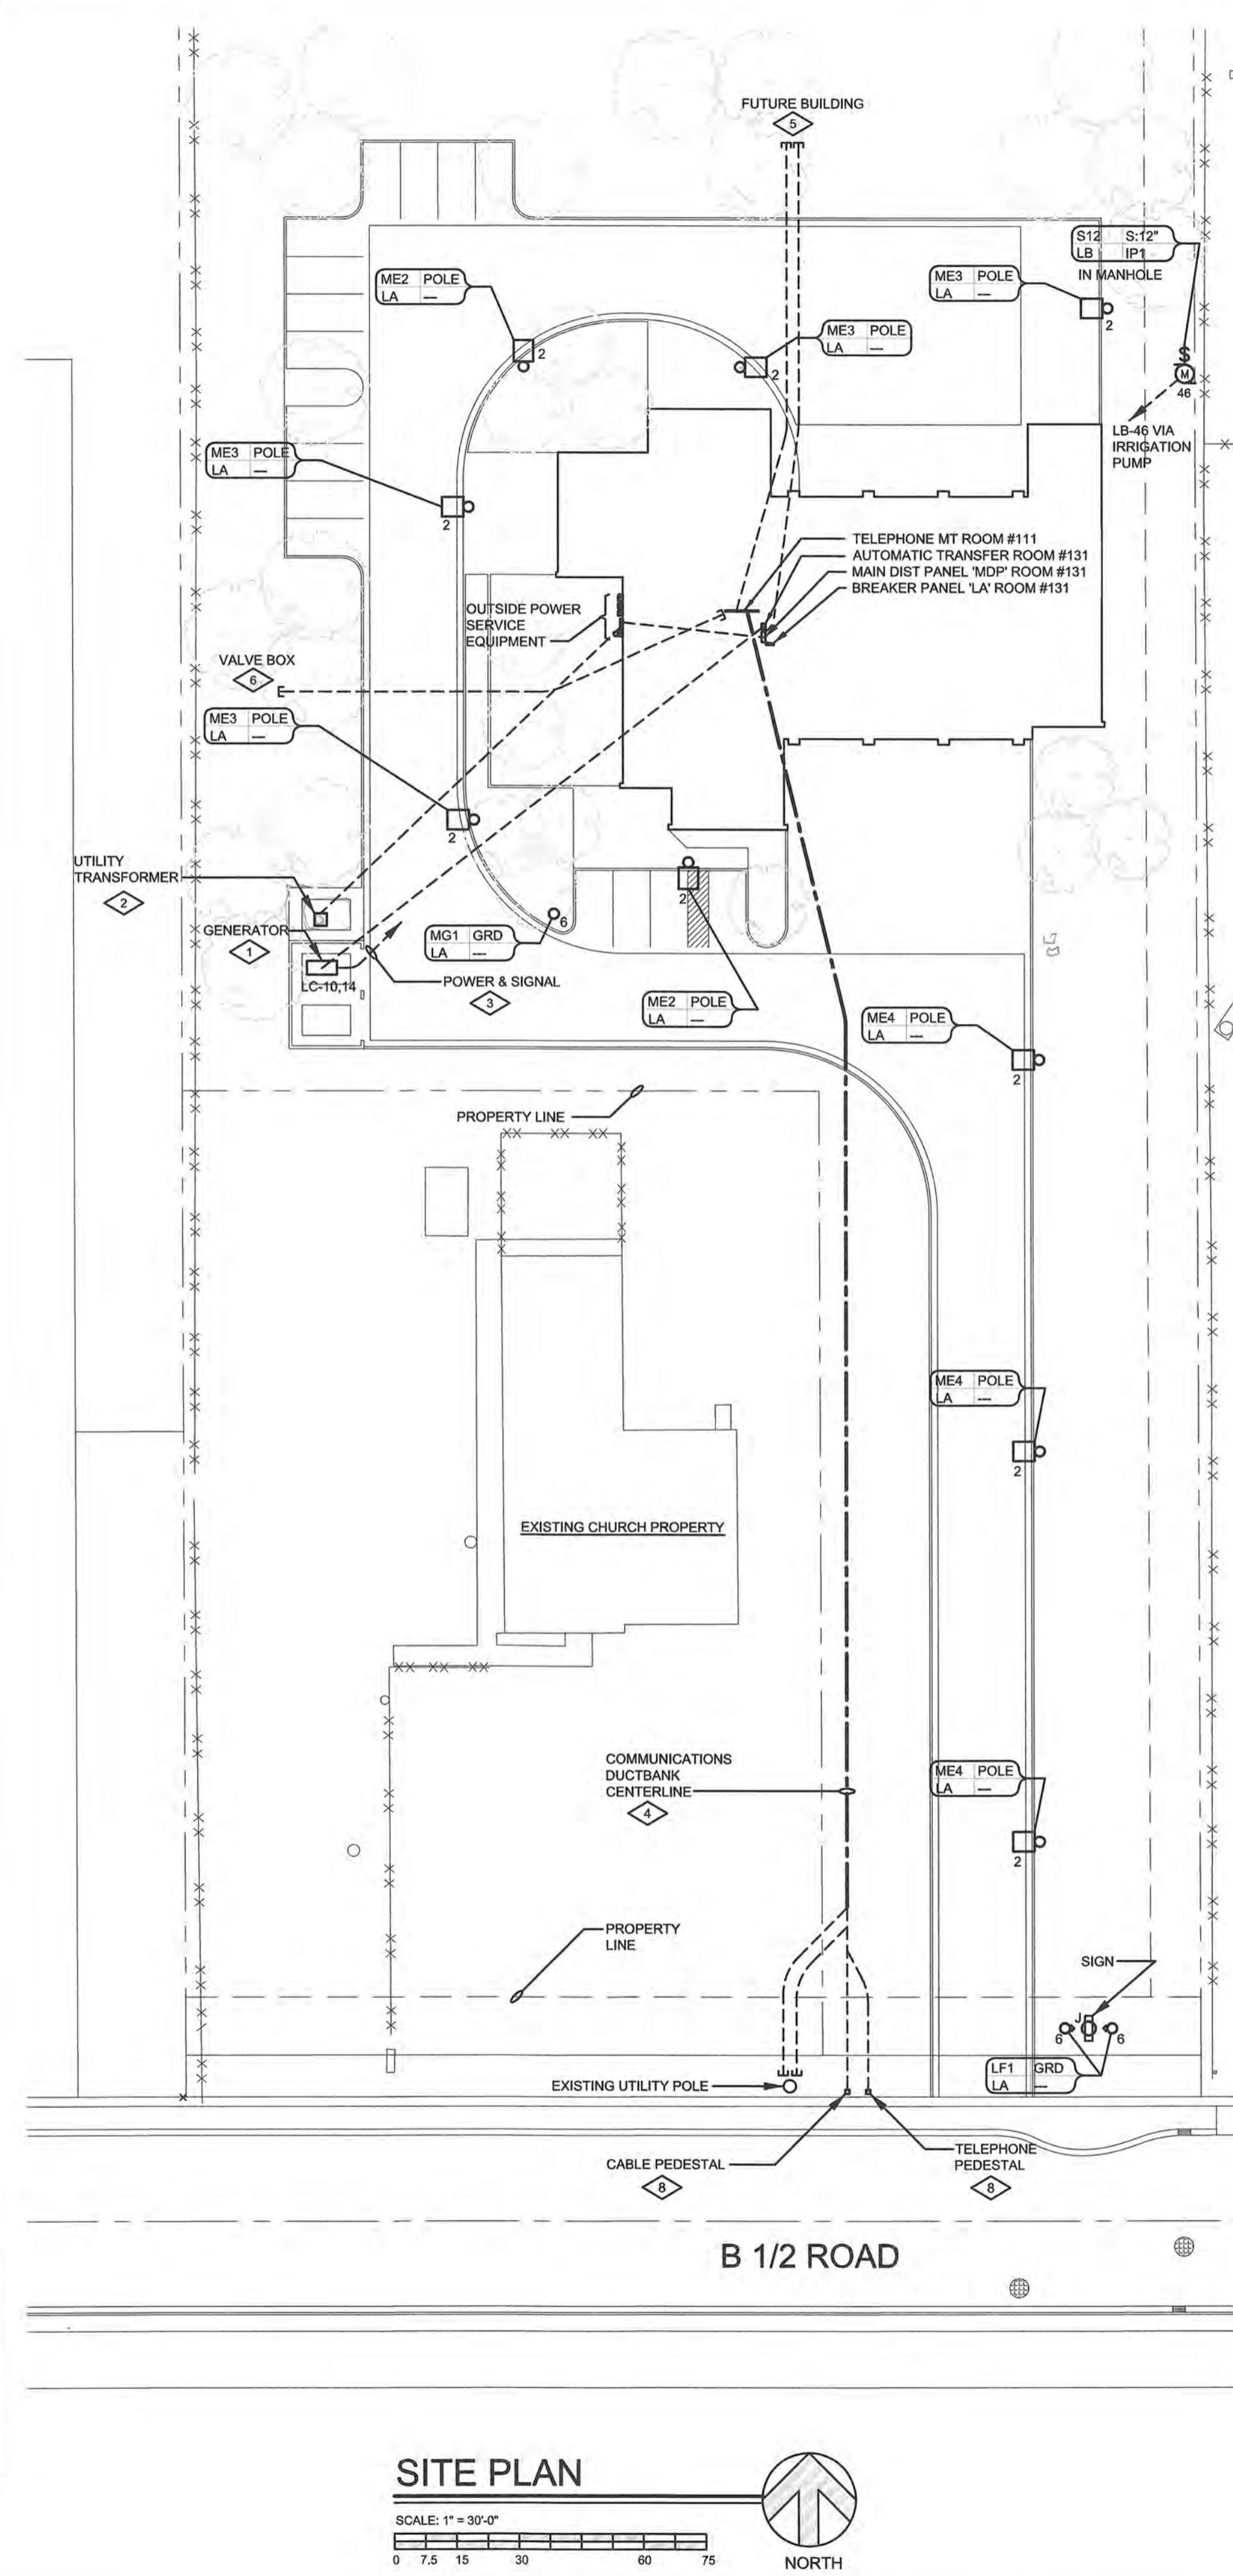 FUTURE BUILDING
5
S12 S:12"
LB IP1
IN MANHOLE
ME2 POLE
LA —
2
ME3 POLE
LA —
2
ME3 POLE
LA —
2
M
46
LB-46 VIA
IRRIGATION
PUMP
ME3 POLE
LA —
2
TELEPHONE MT ROOM #111
AUTOMATIC TRANSFER ROOM #131
MAIN DIST PANEL 'MDP' ROOM #131
BREAKER PANEL 'LA' ROOM #131
OUTSIDE POWER
SERVICE
EQUIPMENT
VALVE BOX
6
ME3 POLE
LA —
2
UTILITY
TRANSFORMER
2
GENERATOR
1
LC-10,14
MG1 GRD
LA —
6
POWER & SIGNAL
3
2
ME2 POLE
LA —
ME4 POLE
LA —
2
PROPERTY LINE
ME4 POLE
LA —
2
EXISTING CHURCH PROPERTY
COMMUNICATIONS
DUCTBANK
CENTERLINE
4
ME4 POLE
LA —
2
PROPERTY
LINE
SIGN
J
6 6
LF1 GRD
LA —
EXISTING UTILITY POLE
CABLE PEDESTAL
8
TELEPHONE
PEDESTAL
8
B 1/2 ROAD
SITE PLAN
SCALE: 1" = 30'-0"
0 7.5 15 30 60 75
NORTH